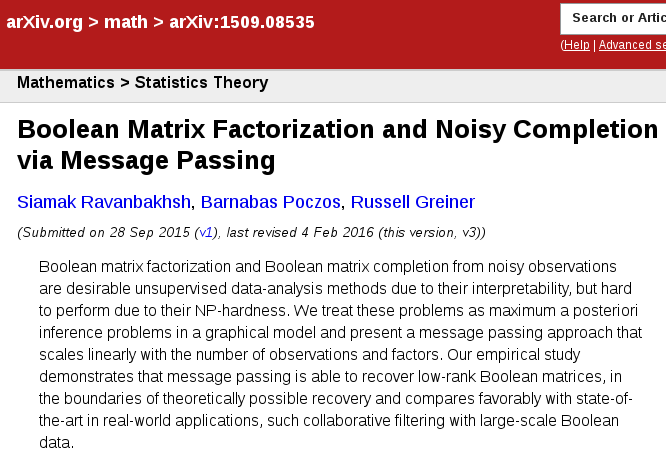 arXiv.org > math > arXiv:1509.08535
Search or Artic
(Help | Advanced se
Mathematics > Statistics Theory
Boolean Matrix Factorization and Noisy Completion
via Message Passing
Siamak Ravanbakhsh, Barnabas Poczos, Russell Greiner
(Submitted on 28 Sep 2015 (v1), last revised 4 Feb 2016 (this version, v3))
Boolean matrix factorization and Boolean matrix completion from noisy observations
are desirable unsupervised data-analysis methods due to their interpretability, but hard
to perform due to their NP-hardness. We treat these problems as maximum a posteriori
inference problems in a graphical model and present a message passing approach that
scales linearly with the number of observations and factors. Our empirical study
demonstrates that message passing is able to recover low-rank Boolean matrices, in
the boundaries of theoretically possible recovery and compares favorably with state-of-
the-art in real-world applications, such collaborative filtering with large-scale Boolean
data.